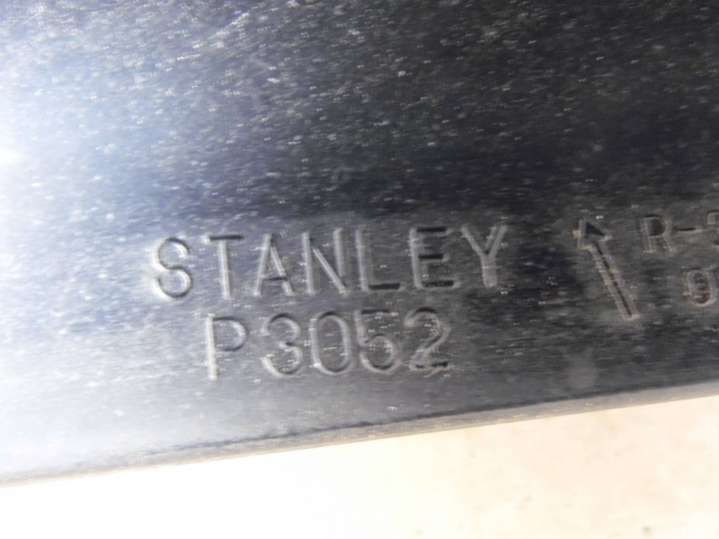 STANLEY ↑ R-
P3052